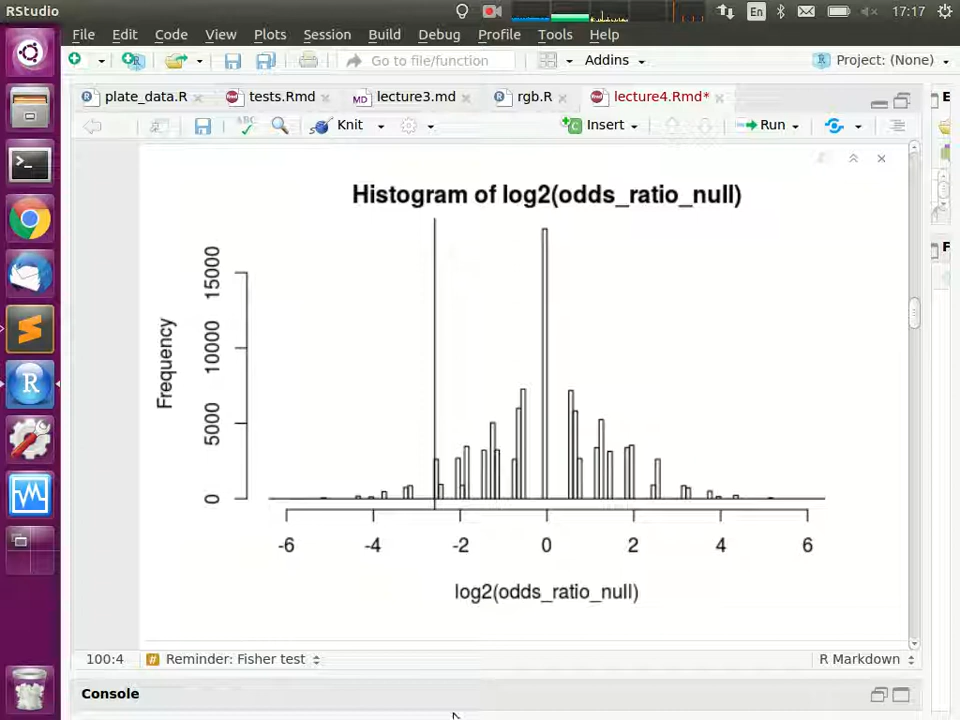 RStudio
En
17:17
File Edit Code View Plots Session Build Debug Profile Tools Help
Go to file/function
Addins
Project: (None)
plate_data.R
tests.Rmd
lecture3.md
rgb.R
lecture4.Rmd*
E
Knit
Insert
Run
F
Histogram of log2(odds_ratio_null)
Frequency
15000
10000
5000
0
-6 -4 -2 0 2 4 6
log2(odds_ratio_null)
100:4
# Reminder: Fisher test
R Markdown
Console